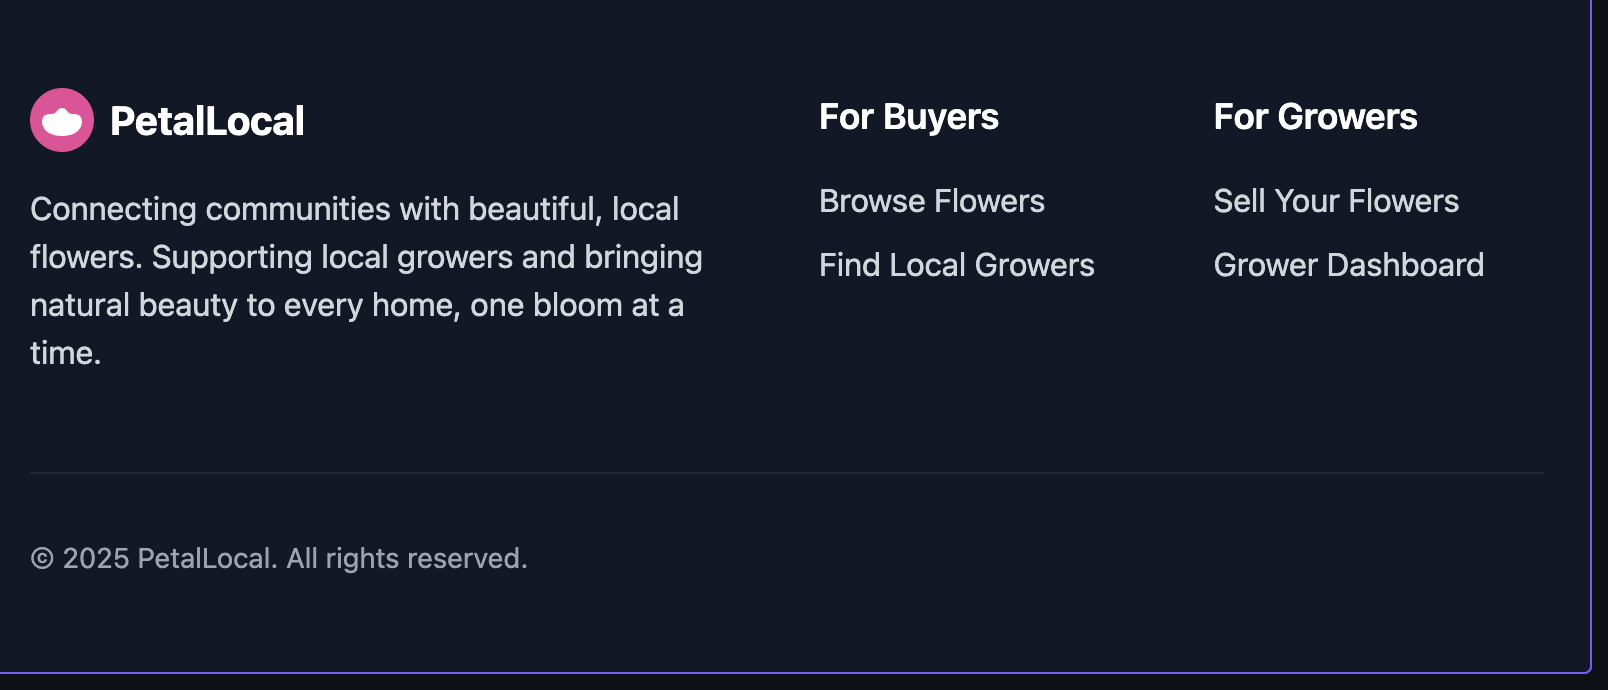 PetalLocal
Connecting communities with beautiful, local
flowers. Supporting local growers and bringing
natural beauty to every home, one bloom at a
time.
For Buyers
Browse Flowers
Find Local Growers
For Growers
Sell Your Flowers
Grower Dashboard
© 2025 PetalLocal. All rights reserved.